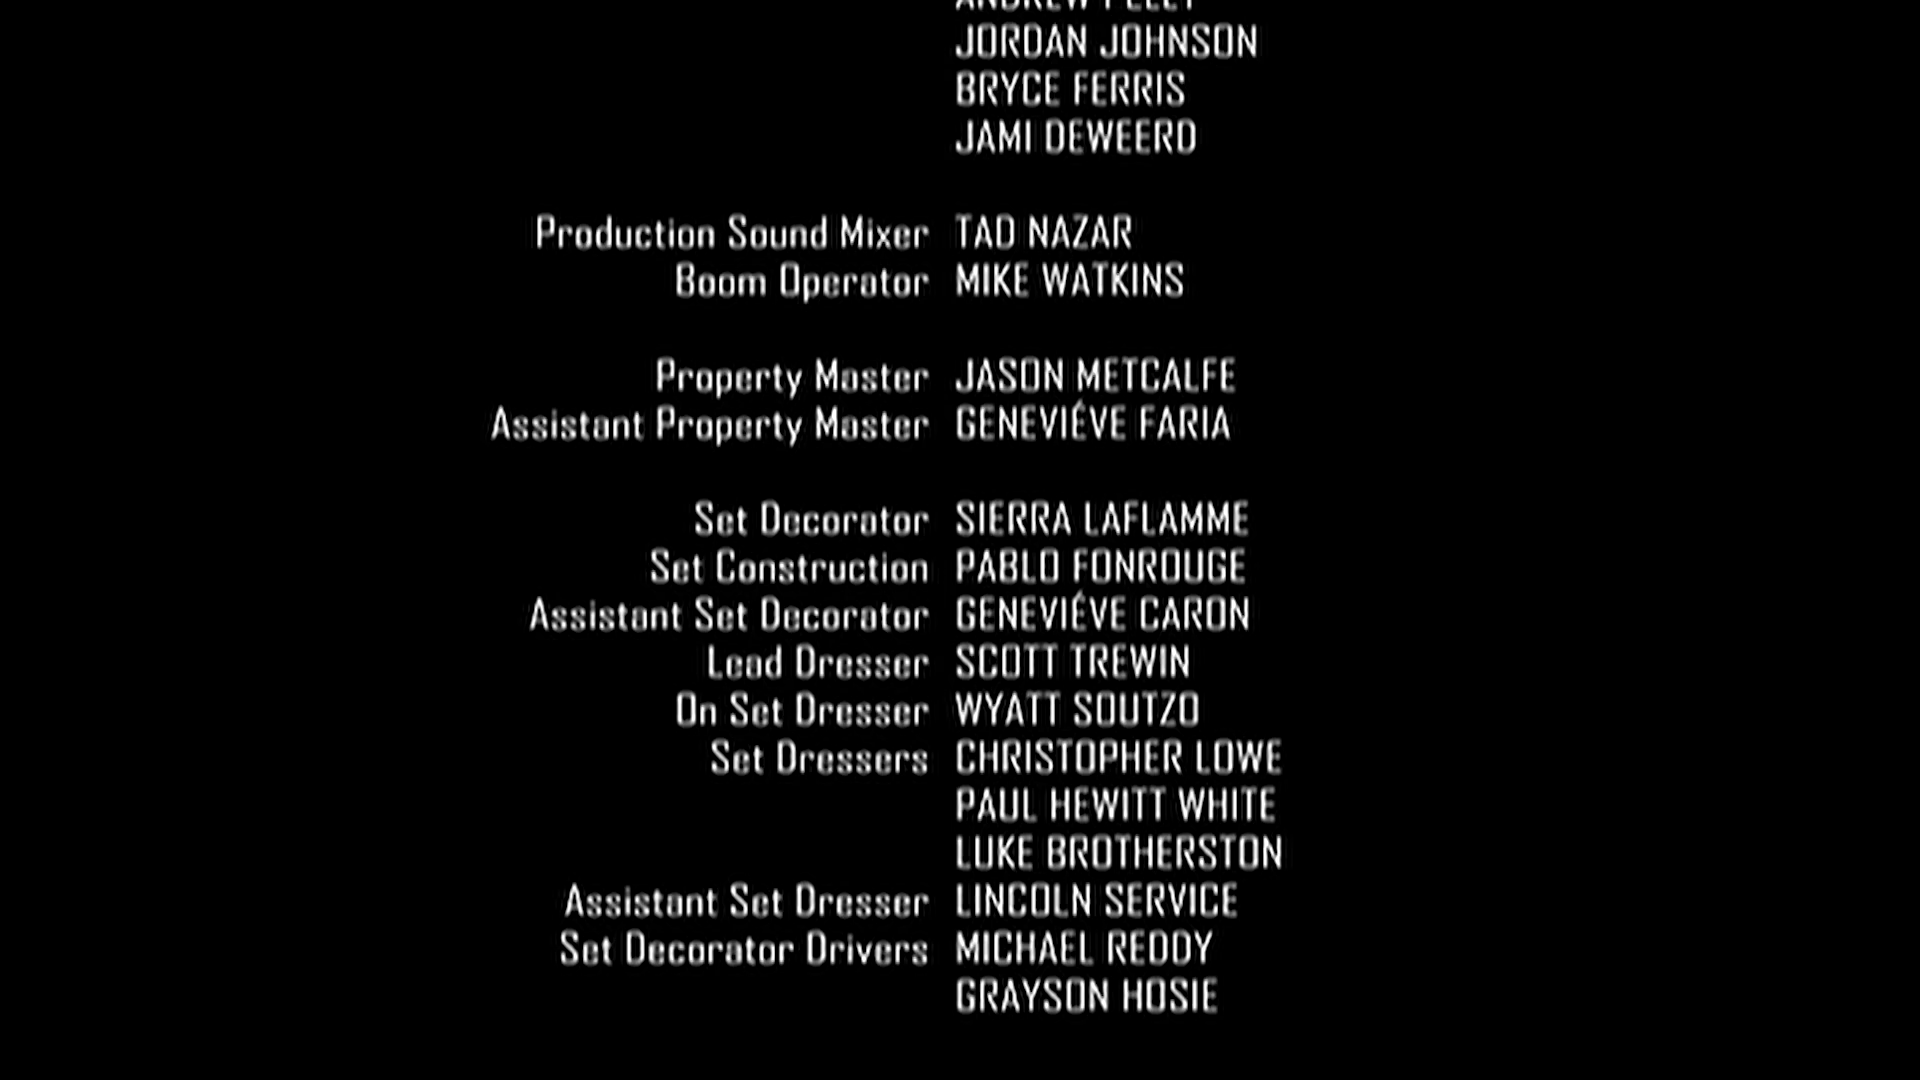 JORDAN JOHNSON
BRYCE FERRIS
JAMI DEWEERD
Production Sound Mixer TAD NAZAR
Boom Operator MIKE WATKINS
Property Master JASON METCALFE
Assistant Property Master GENEVIÉVE FARIA
Set Decorator SIERRA LAFLAMME
Set Construction PABLO FONROUGE
Assistant Set Decorator GENEVIÉVE CARON
Lead Dresser SCOTT TREWIN
On Set Dresser WYATT SOUTZO
Set Dressers CHRISTOPHER LOWE
PAUL HEWITT WHITE
LUKE BROTHERSTON
Assistant Set Dresser LINCOLN SERVICE
Set Decorator Drivers MICHAEL REDDY
GRAYSON HOSIE